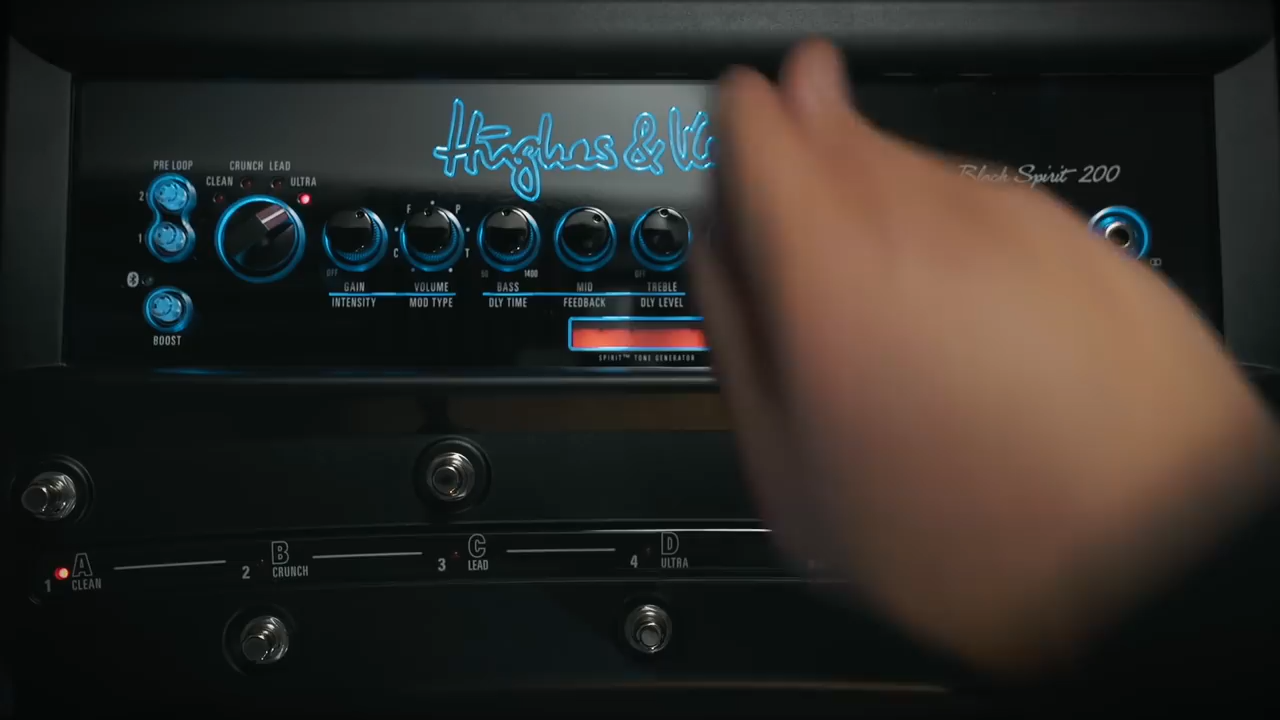 Hughes &
Black Spirit 200
PRE LOOP
2
1
CRUNCH LEAD
CLEAN ULTRA
F P
C T
OFF
60 1400
OFF
GAIN VOLUME BASS MID TREBLE
INTENSITY MOD TYPE DLY TIME FEEDBACK DLY LEVEL
BOOST
SPIRIT™ TONE GENERATOR
1 A CLEAN
2 B CRUNCH
3 C LEAD
4 D ULTRA